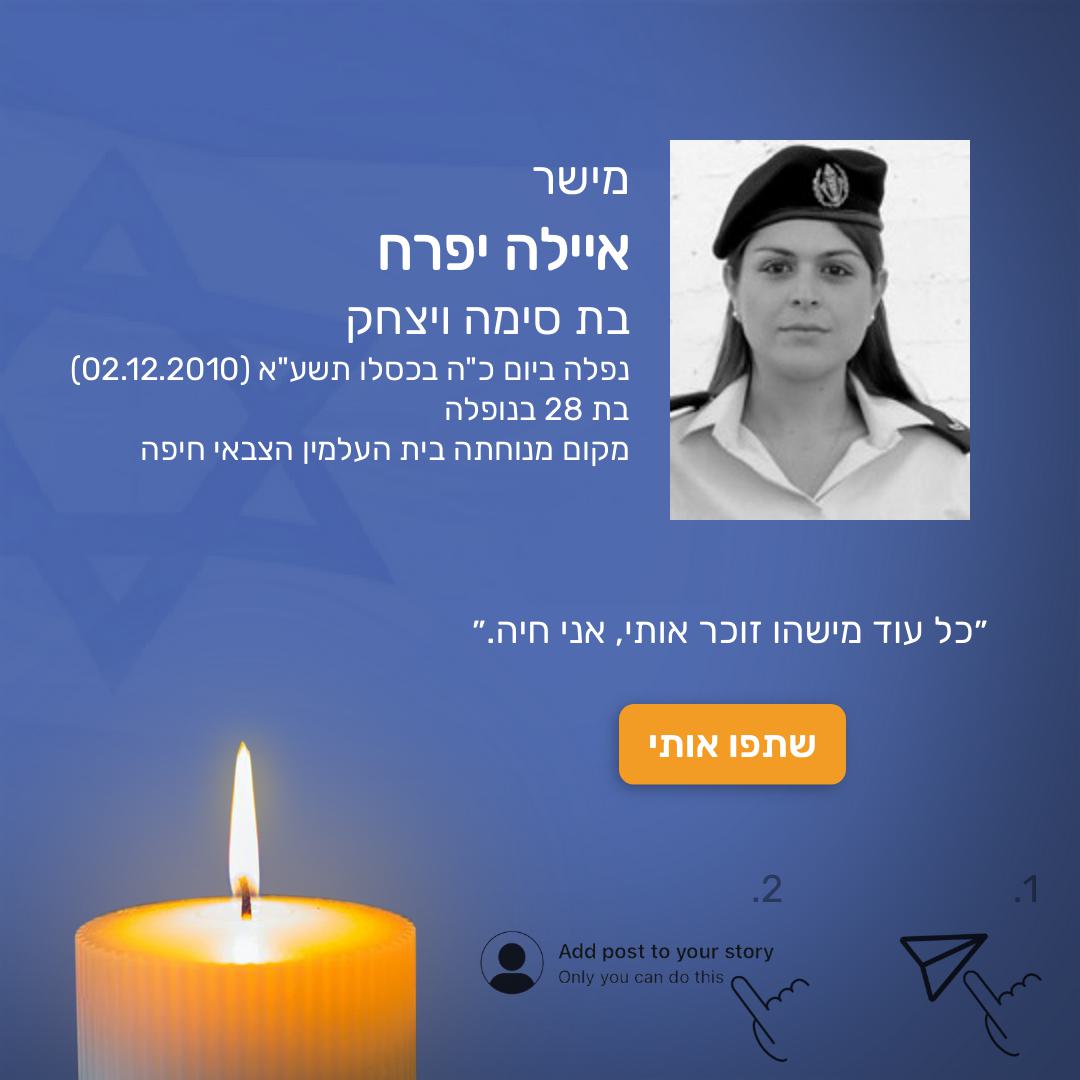 מישר
איילה יפרח
בת סימה ויצחק
נפלה ביום כ"ה בכסלו תשע"א (02.12.2010)
בת 28 בנופלה
מקום מנוחתה בית העלמין הצבאי חיפה
״כל עוד מישהו זוכר אותי, אני חיה.״
שתפו אותי
1.
2.
Add post to your story
Only you can do this